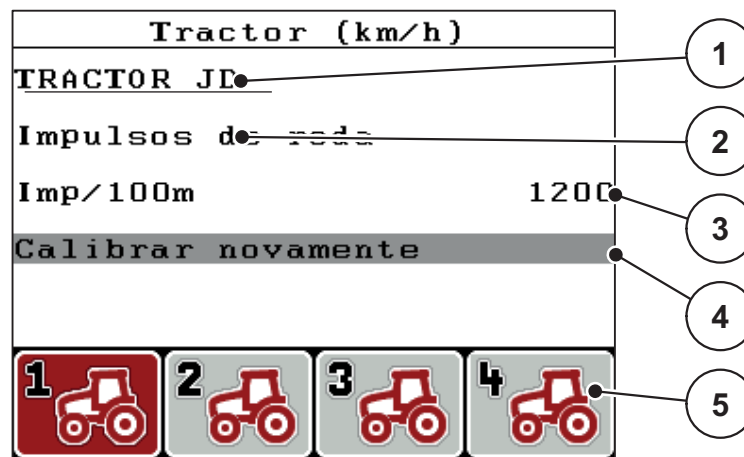 Tractor (km/h)
1
TRACTOR JD
Impulsos de roda
2
Imp/100m 1200
3
Calibrar novamente
4
1 2 3 4
5